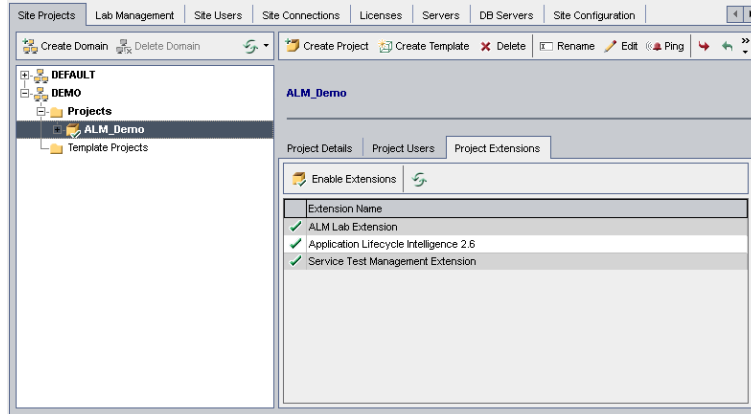 Site Projects Lab Management Site Users Site Connections Licenses Servers DB Servers Site Configuration
Create Domain Delete Domain Create Project Create Template Delete Rename Edit Ping
DEFAULT
DEMO
Projects
ALM_Demo
Template Projects
ALM_Demo
Project Details Project Users Project Extensions
Enable Extensions
Extension Name
ALM Lab Extension
Application Lifecycle Intelligence 2.6
Service Test Management Extension